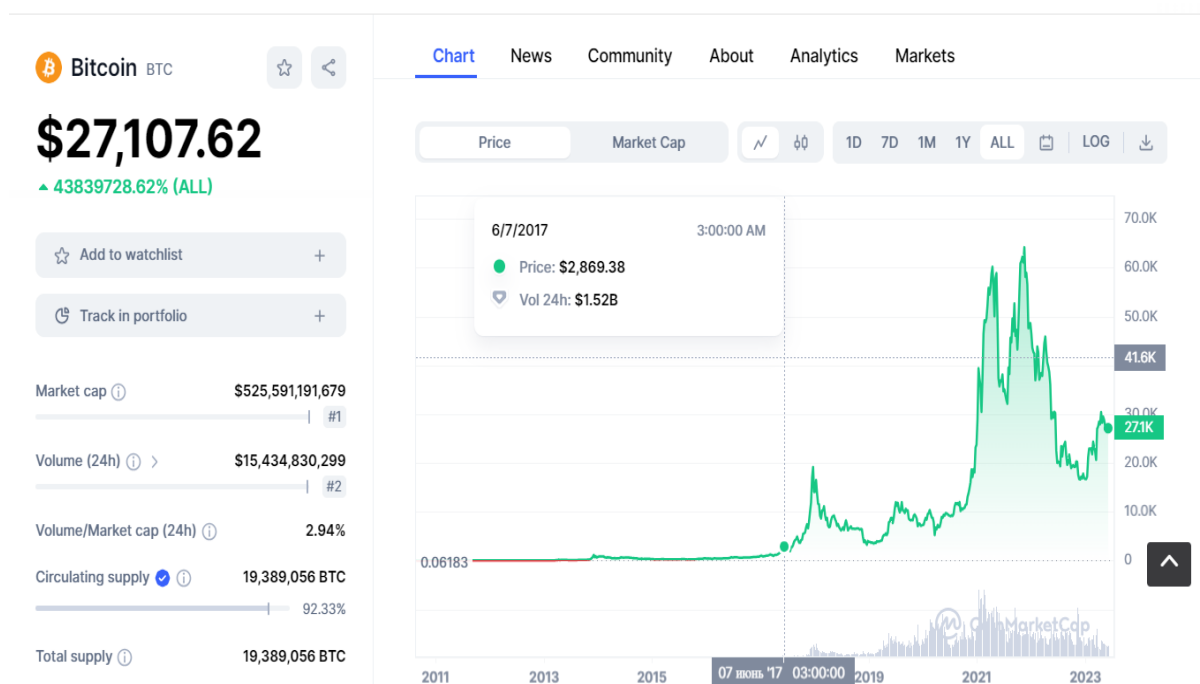 Bitcoin BTC
$27,107.62
43839728.62% (ALL)
Add to watchlist
Track in portfolio
Market cap
$525,591,191,679
#1
Volume (24h)
$15,434,830,299
#2
Volume/Market cap (24h)
2.94%
Circulating supply
19,389,056 BTC
92.33%
Total supply
19,389,056 BTC
Chart News Community About Analytics Markets
Price Market Cap
1D 7D 1M 1Y ALL LOG
6/7/2017 3:00:00 AM
Price: $2,869.38
Vol 24h: $1.52B
70.0K
60.0K
50.0K
41.6K
30.0K
27.1K
20.0K
10.0K
0
0.06183
CoinMarketCap
2011 2013 2015 07 июнь '17 03:00:00 2019 2021 2023